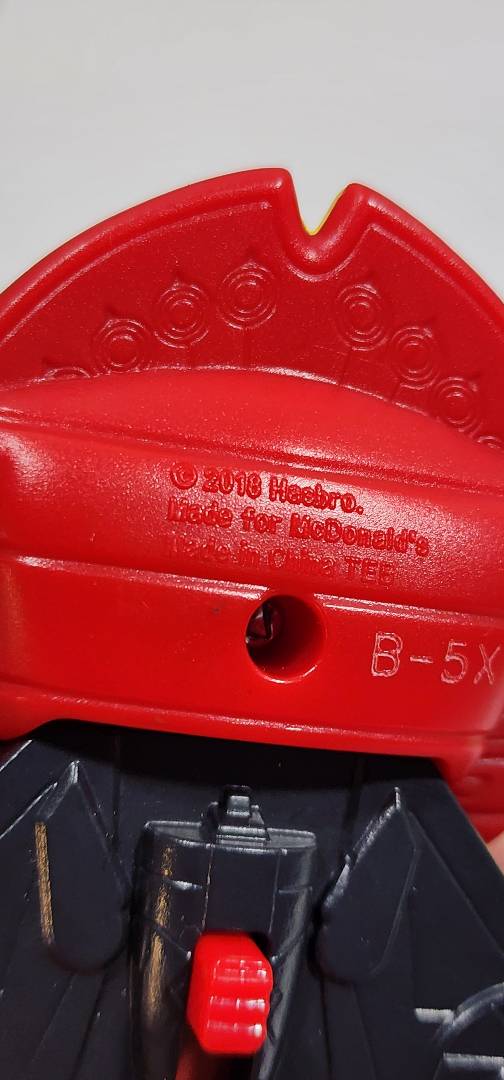 © 2018 Hasbro.
Made for McDonald's
Made in China TEB
B-5X